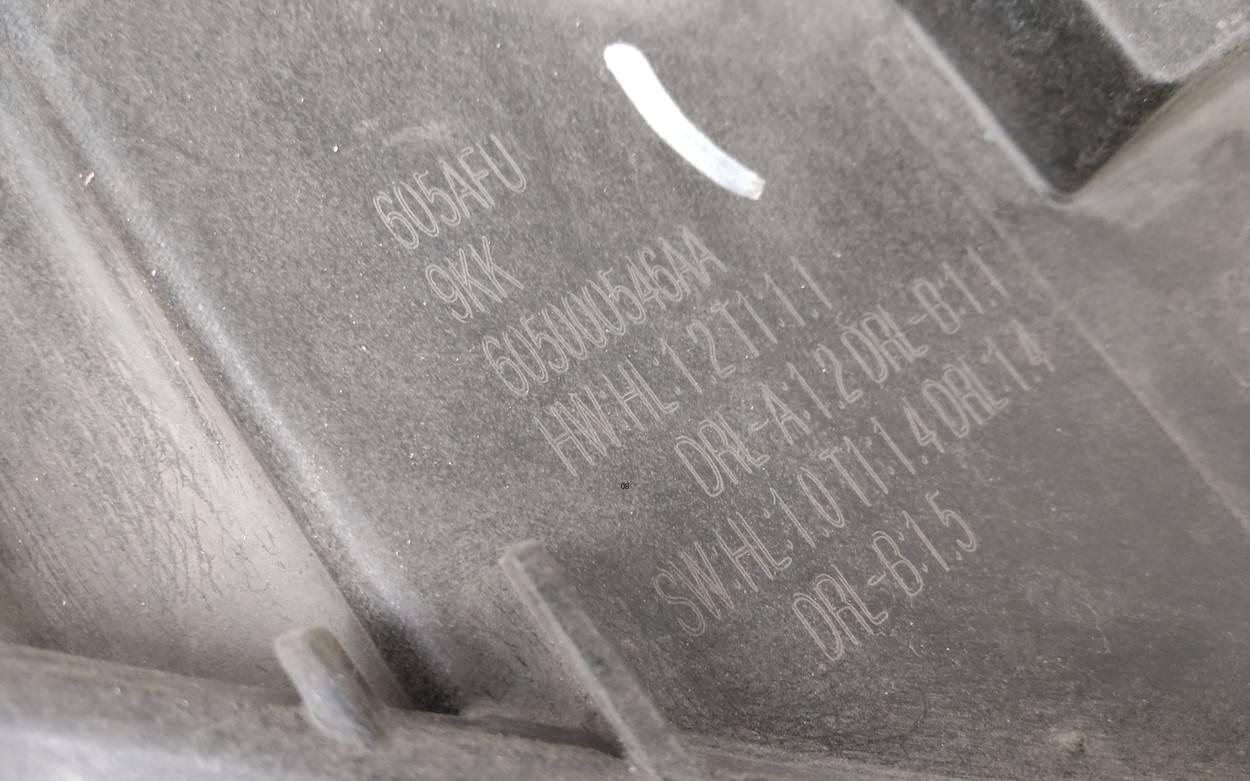 605AFU
9KK
605000546AA
HW:HL:1.2 T1:1.1
DRL-A:1.2 DRL-B:1.1
SW:HL:1.0 T1:1.4 DRL:1.4
DRL-B:1.5
08